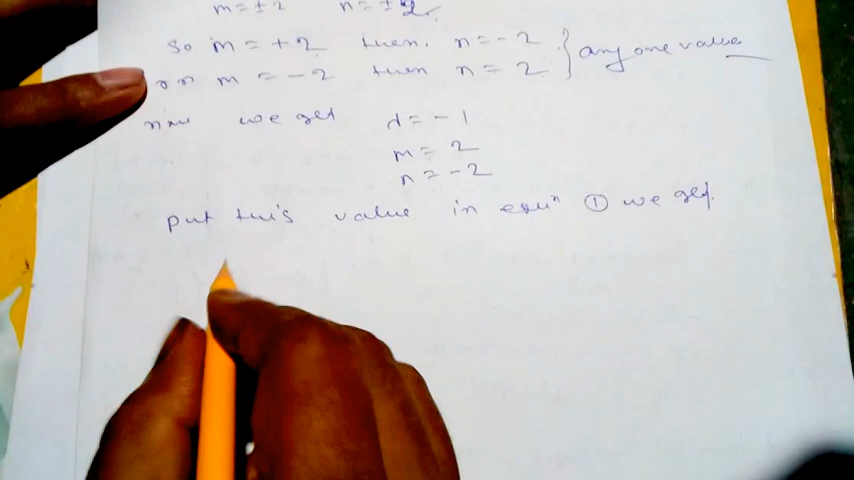 m = ±2 n = ±2.
so m = +2 then. n = -2 } any one value
or m = -2 then n = 2
now we get λ = -1
m = 2
n = -2
put this value in equⁿ ① we get.